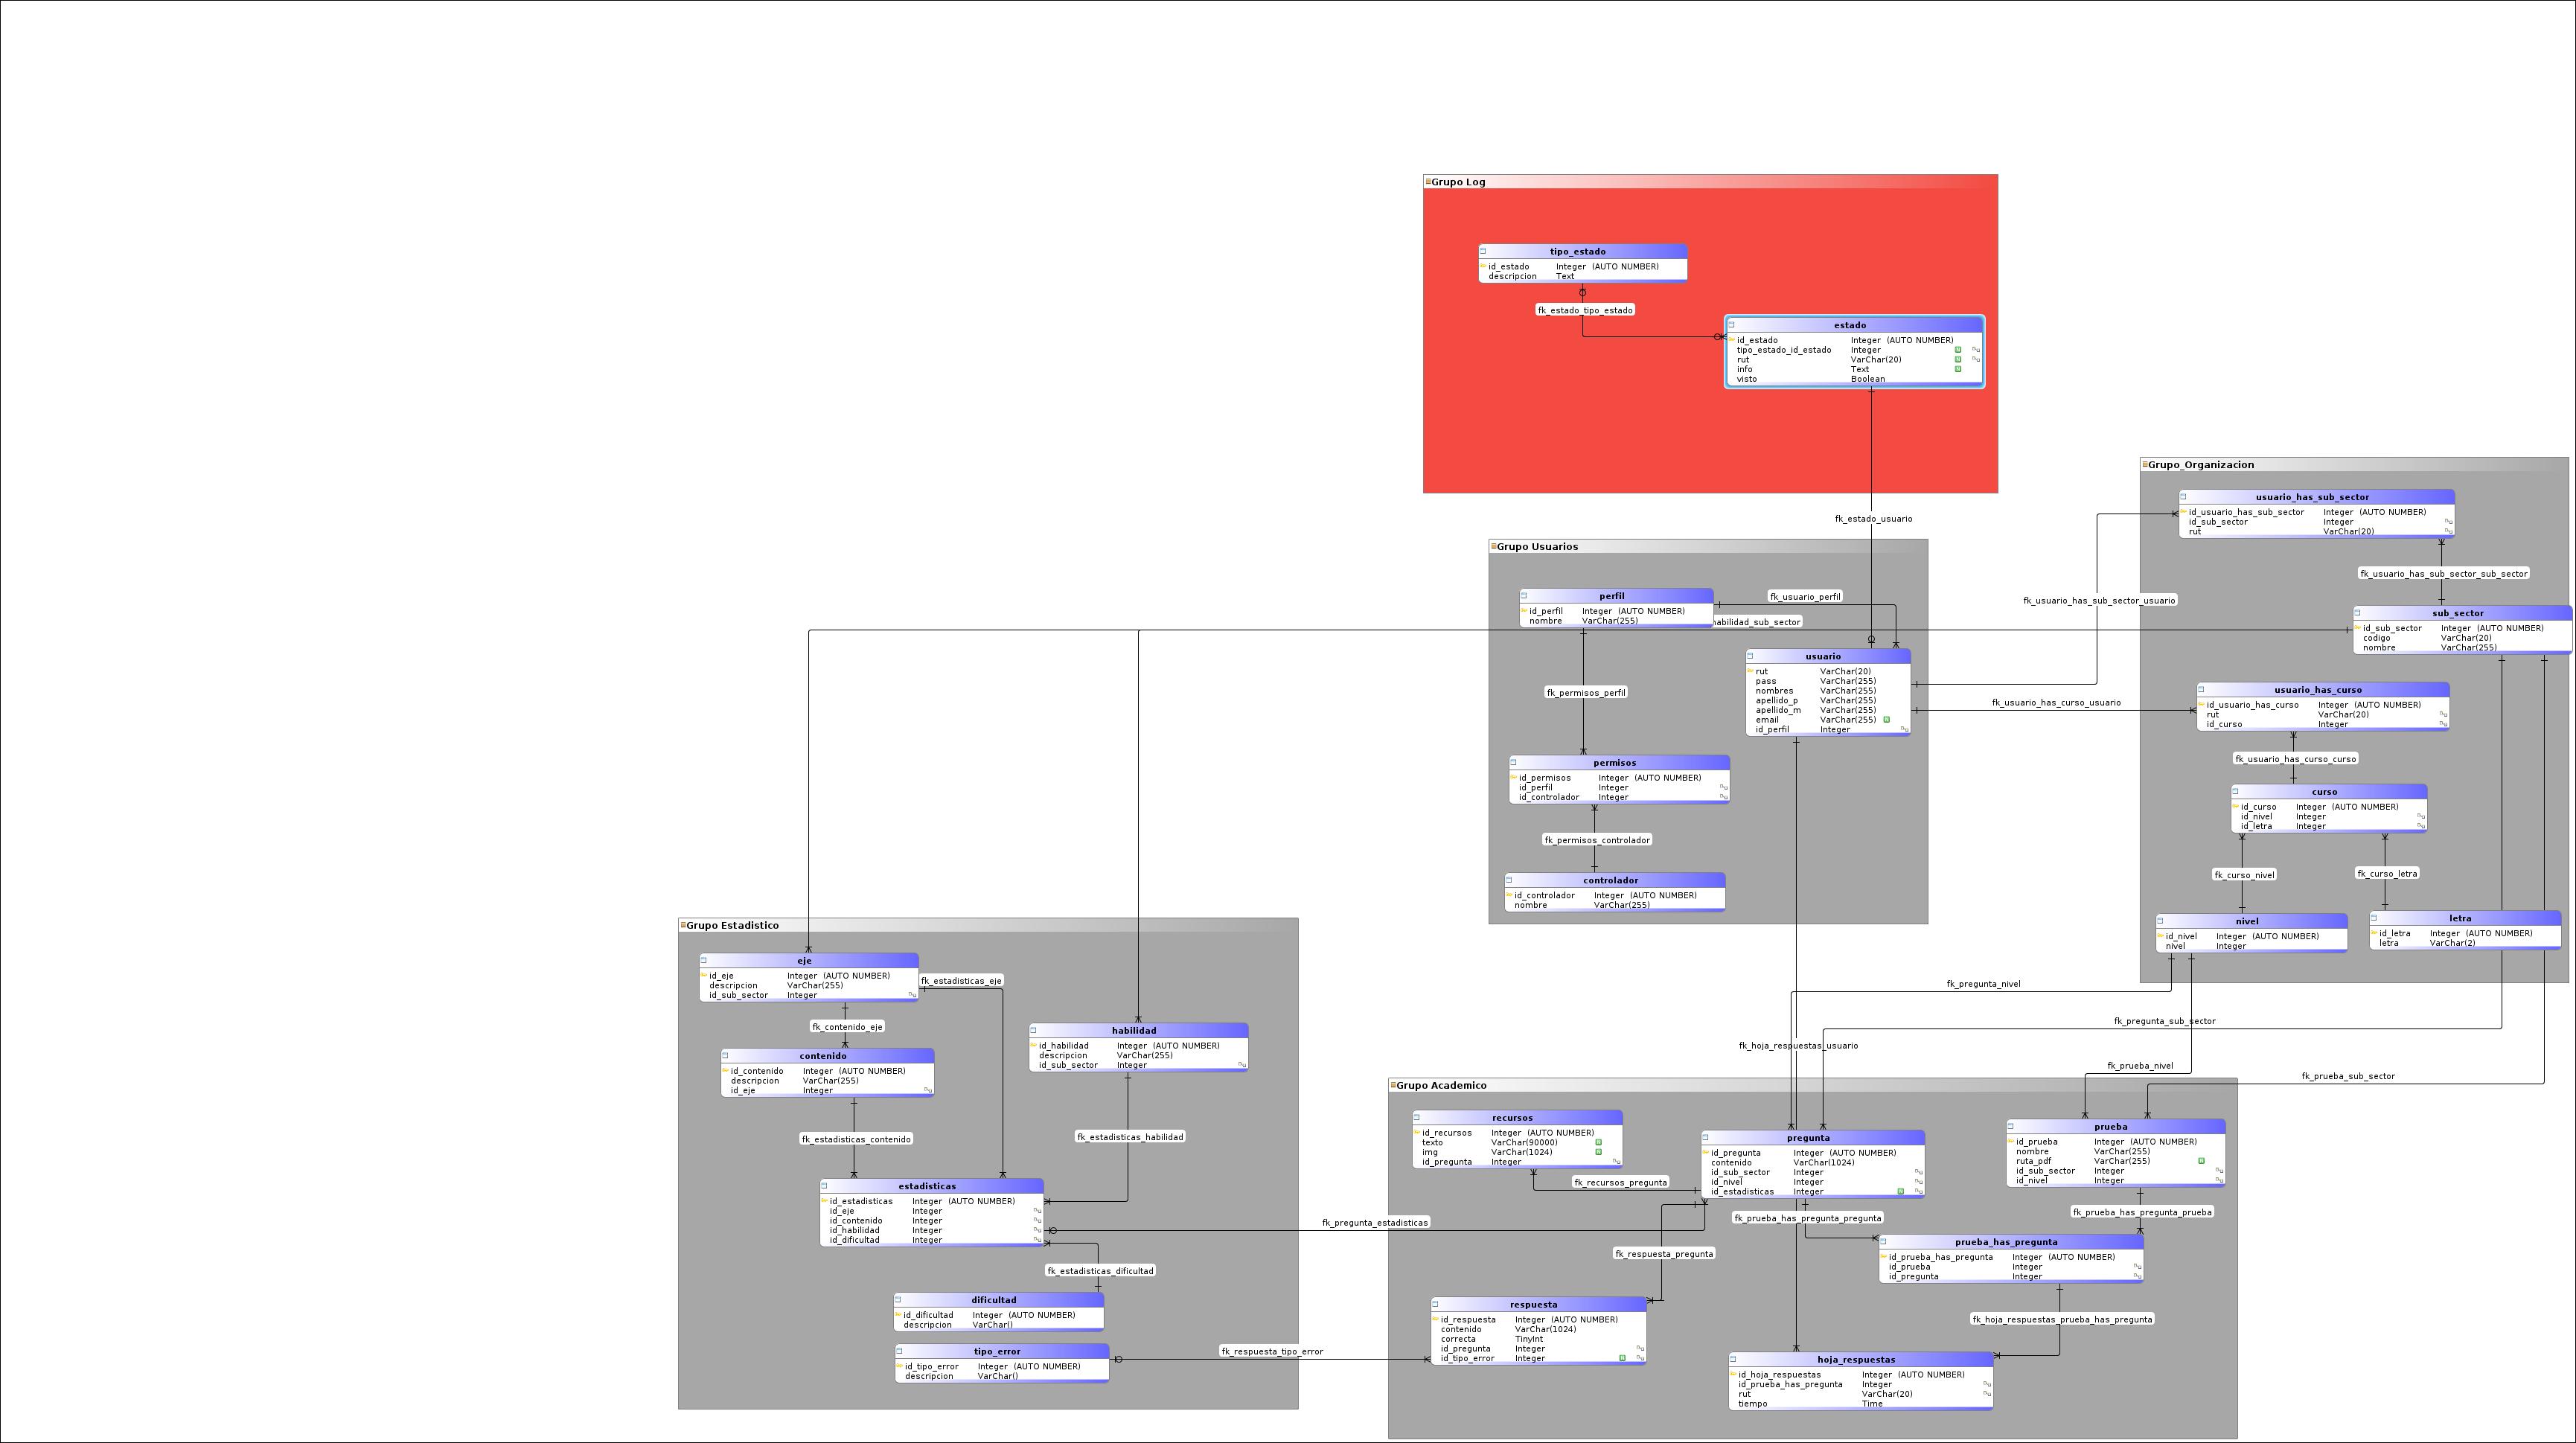 Grupo Log
tipo_estado
id_estado Integer (AUTO NUMBER)
descripcion Text
fk_estado_tipo_estado
estado
id_estado Integer (AUTO NUMBER)
tipo_estado_id_estado Integer
rut VarChar(20)
info Text
visto Boolean
fk_estado_usuario
Grupo_Organizacion
usuario_has_sub_sector
id_usuario_has_sub_sector Integer (AUTO NUMBER)
id_sub_sector Integer
rut VarChar(20)
fk_usuario_has_sub_sector_sub_sector
fk_usuario_has_sub_sector_usuario
sub_sector
id_sub_sector Integer (AUTO NUMBER)
codigo VarChar(20)
nombre VarChar(255)
usuario_has_curso
id_usuario_has_curso Integer (AUTO NUMBER)
rut VarChar(20)
id_curso Integer
fk_usuario_has_curso_usuario
fk_usuario_has_curso_curso
curso
id_curso Integer (AUTO NUMBER)
id_nivel Integer
id_letra Integer
fk_curso_nivel
fk_curso_letra
nivel
id_nivel Integer (AUTO NUMBER)
nivel Integer
letra
id_letra Integer (AUTO NUMBER)
letra VarChar(2)
Grupo Usuarios
perfil
id_perfil Integer (AUTO NUMBER)
nombre VarChar(255)
fk_usuario_perfil
habilidad_sub_sector
usuario
rut VarChar(20)
pass VarChar(255)
nombres VarChar(255)
apellido_p VarChar(255)
apellido_m VarChar(255)
email VarChar(255)
id_perfil Integer
fk_permisos_perfil
permisos
id_permisos Integer (AUTO NUMBER)
id_perfil Integer
id_controlador Integer
fk_permisos_controlador
controlador
id_controlador Integer (AUTO NUMBER)
nombre VarChar(255)
Grupo Estadistico
eje
id_eje Integer (AUTO NUMBER)
descripcion VarChar(255)
id_sub_sector Integer
fk_estadisticas_eje
fk_contenido_eje
contenido
id_contenido Integer (AUTO NUMBER)
descripcion VarChar(255)
id_eje Integer
habilidad
id_habilidad Integer (AUTO NUMBER)
descripcion VarChar(255)
id_sub_sector Integer
fk_estadisticas_contenido
fk_estadisticas_habilidad
estadisticas
id_estadisticas Integer (AUTO NUMBER)
id_eje Integer
id_contenido Integer
id_habilidad Integer
id_dificultad Integer
fk_estadisticas_dificultad
dificultad
id_dificultad Integer (AUTO NUMBER)
descripcion VarChar()
tipo_error
id_tipo_error Integer (AUTO NUMBER)
descripcion VarChar()
fk_respuesta_tipo_error
fk_pregunta_estadisticas
fk_pregunta_nivel
fk_pregunta_sub_sector
fk_hoja_respuestas_usuario
fk_prueba_nivel
fk_prueba_sub_sector
Grupo Academico
recursos
id_recursos Integer (AUTO NUMBER)
texto VarChar(90000)
img VarChar(1024)
id_pregunta Integer
fk_recursos_pregunta
pregunta
id_pregunta Integer (AUTO NUMBER)
contenido VarChar(1024)
id_sub_sector Integer
id_nivel Integer
id_estadisticas Integer
prueba
id_prueba Integer (AUTO NUMBER)
nombre VarChar(255)
ruta_pdf VarChar(255)
id_sub_sector Integer
id_nivel Integer
fk_prueba_has_pregunta_pregunta
fk_prueba_has_pregunta_prueba
fk_respuesta_pregunta
prueba_has_pregunta
id_prueba_has_pregunta Integer (AUTO NUMBER)
id_prueba Integer
id_pregunta Integer
respuesta
id_respuesta Integer (AUTO NUMBER)
contenido VarChar(1024)
correcta TinyInt
id_pregunta Integer
id_tipo_error Integer
fk_hoja_respuestas_prueba_has_pregunta
hoja_respuestas
id_hoja_respuestas Integer (AUTO NUMBER)
id_prueba_has_pregunta Integer
rut VarChar(20)
tiempo Time